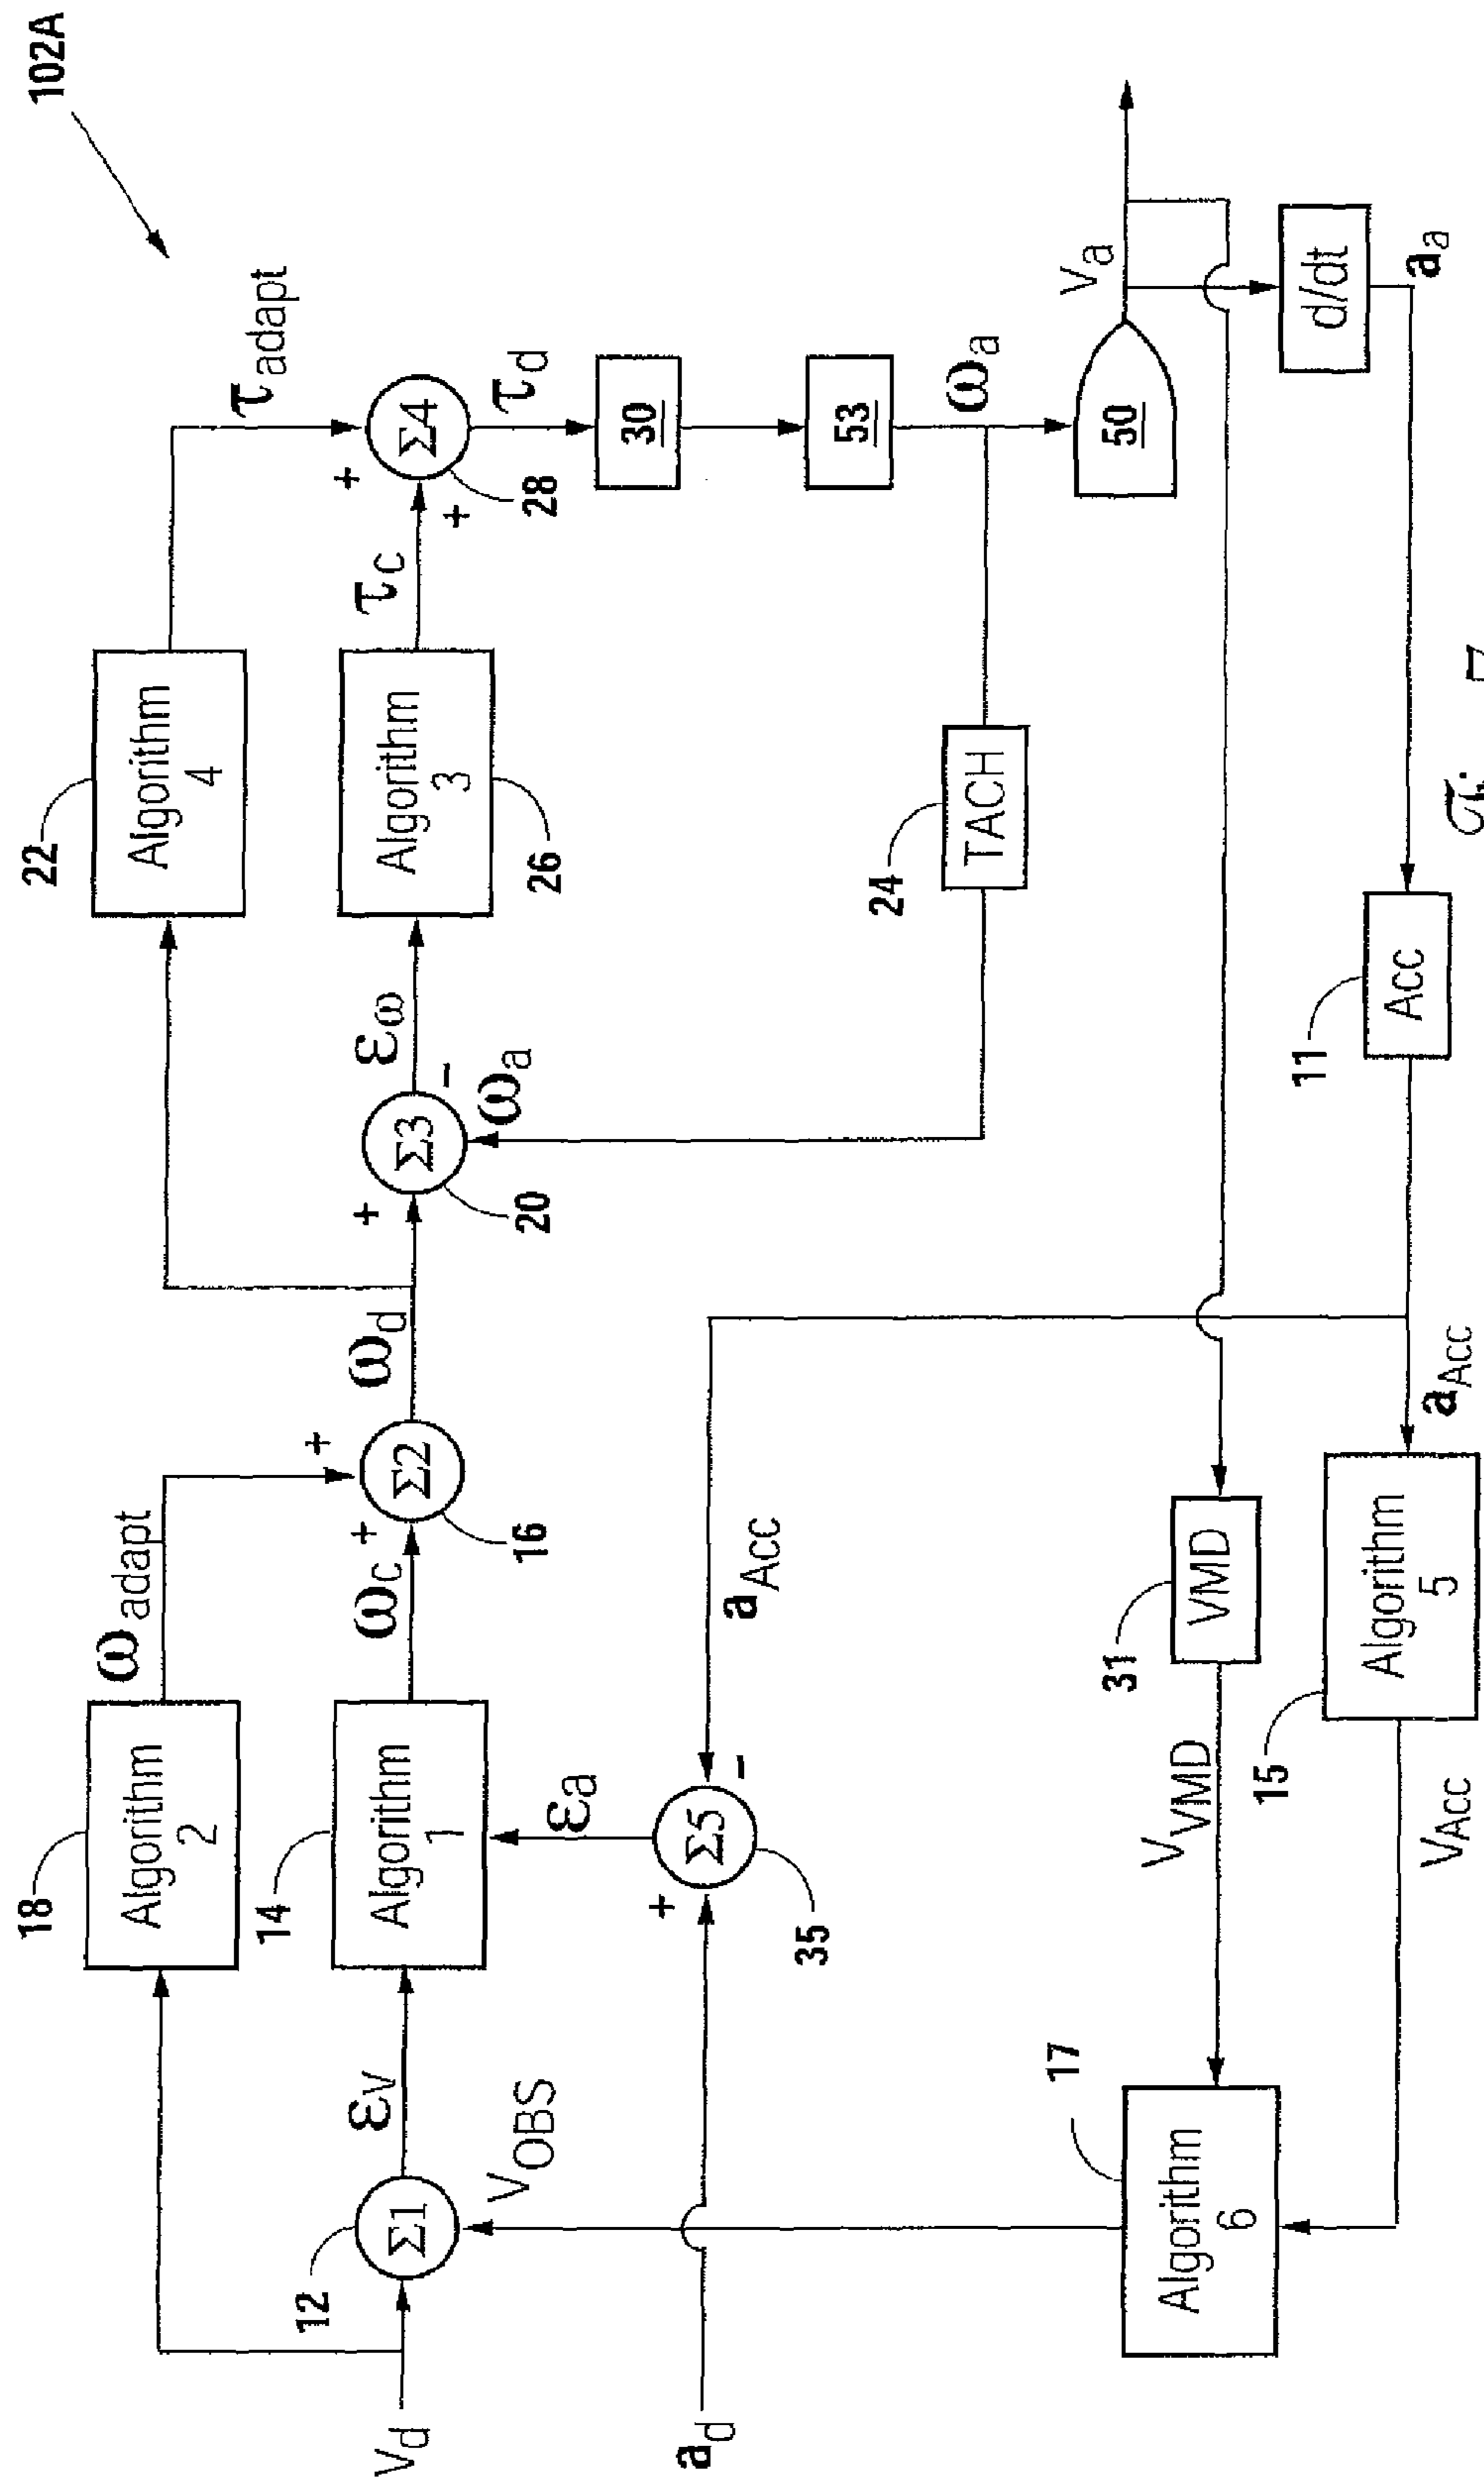 102A
22
Algorithm
4
τadapt
18
Algorithm
2
ωadapt
Vd
12
Σ1
εV
14
Algorithm
1
ωc
+
+
Σ2
16
ωd
+
Σ3
-
20
εω
Algorithm
3
26
τc
+
+
Σ4
28
τd
30
53
ωa
ωa
24
TACH
50
Va
VOBS
εa
ad
+
Σ5
-
35
aAcc
17
Algorithm
6
VVMD
31
VMD
15
Algorithm
5
VAcc
aAcc
11
Acc
d/dt
aa